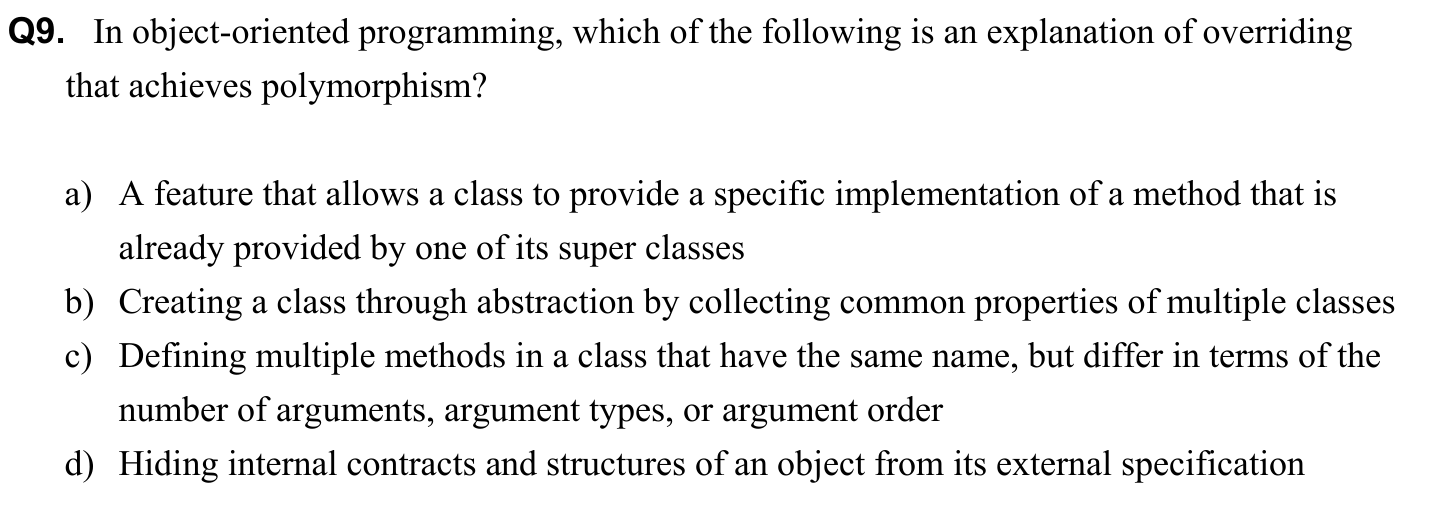 Q9. In object-oriented programming, which of the following is an explanation of overriding
that achieves polymorphism?
a) A feature that allows a class to provide a specific implementation of a method that is
already provided by one of its super classes
b) Creating a class through abstraction by collecting common properties of multiple classes
c) Defining multiple methods in a class that have the same name, but differ in terms of the
number of arguments, argument types, or argument order
d) Hiding internal contracts and structures of an object from its external specification